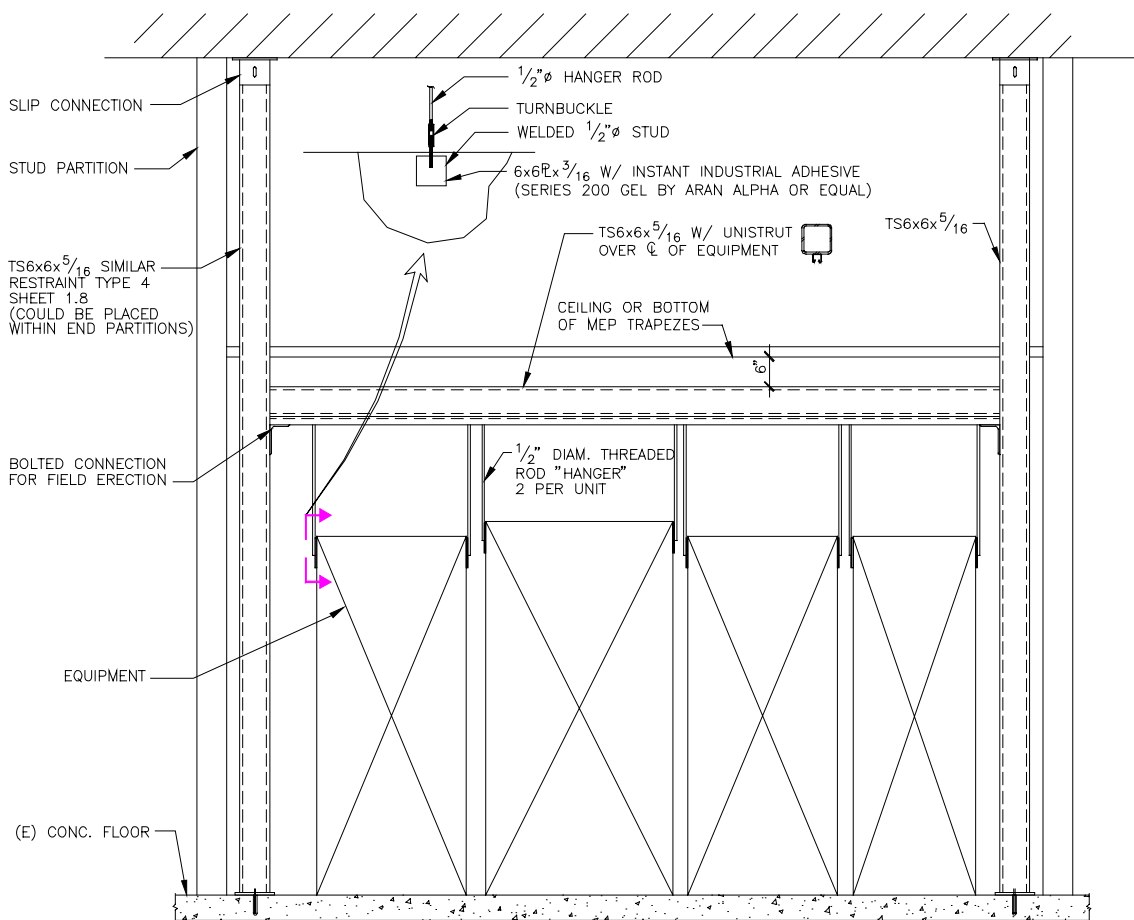 1/2"ø HANGER ROD
TURNBUCKLE
WELDED 1/2"ø STUD
6x6℄x3/16 W/ INSTANT INDUSTRIAL ADHESIVE
(SERIES 200 GEL BY ARAN ALPHA OR EQUAL)
SLIP CONNECTION
STUD PARTITION
TS6x6x5/16 W/ UNISTRUT
OVER ℄ OF EQUIPMENT
TS6x6x5/16
TS6x6x5/16 SIMILAR
RESTRAINT TYPE 4
SHEET 1.8
(COULD BE PLACED
WITHIN END PARTITIONS)
CEILING OR BOTTOM
OF MEP TRAPEZES
6"
1/2" DIAM. THREADED
ROD "HANGER"
2 PER UNIT
BOLTED CONNECTION
FOR FIELD ERECTION
EQUIPMENT
(E) CONC. FLOOR